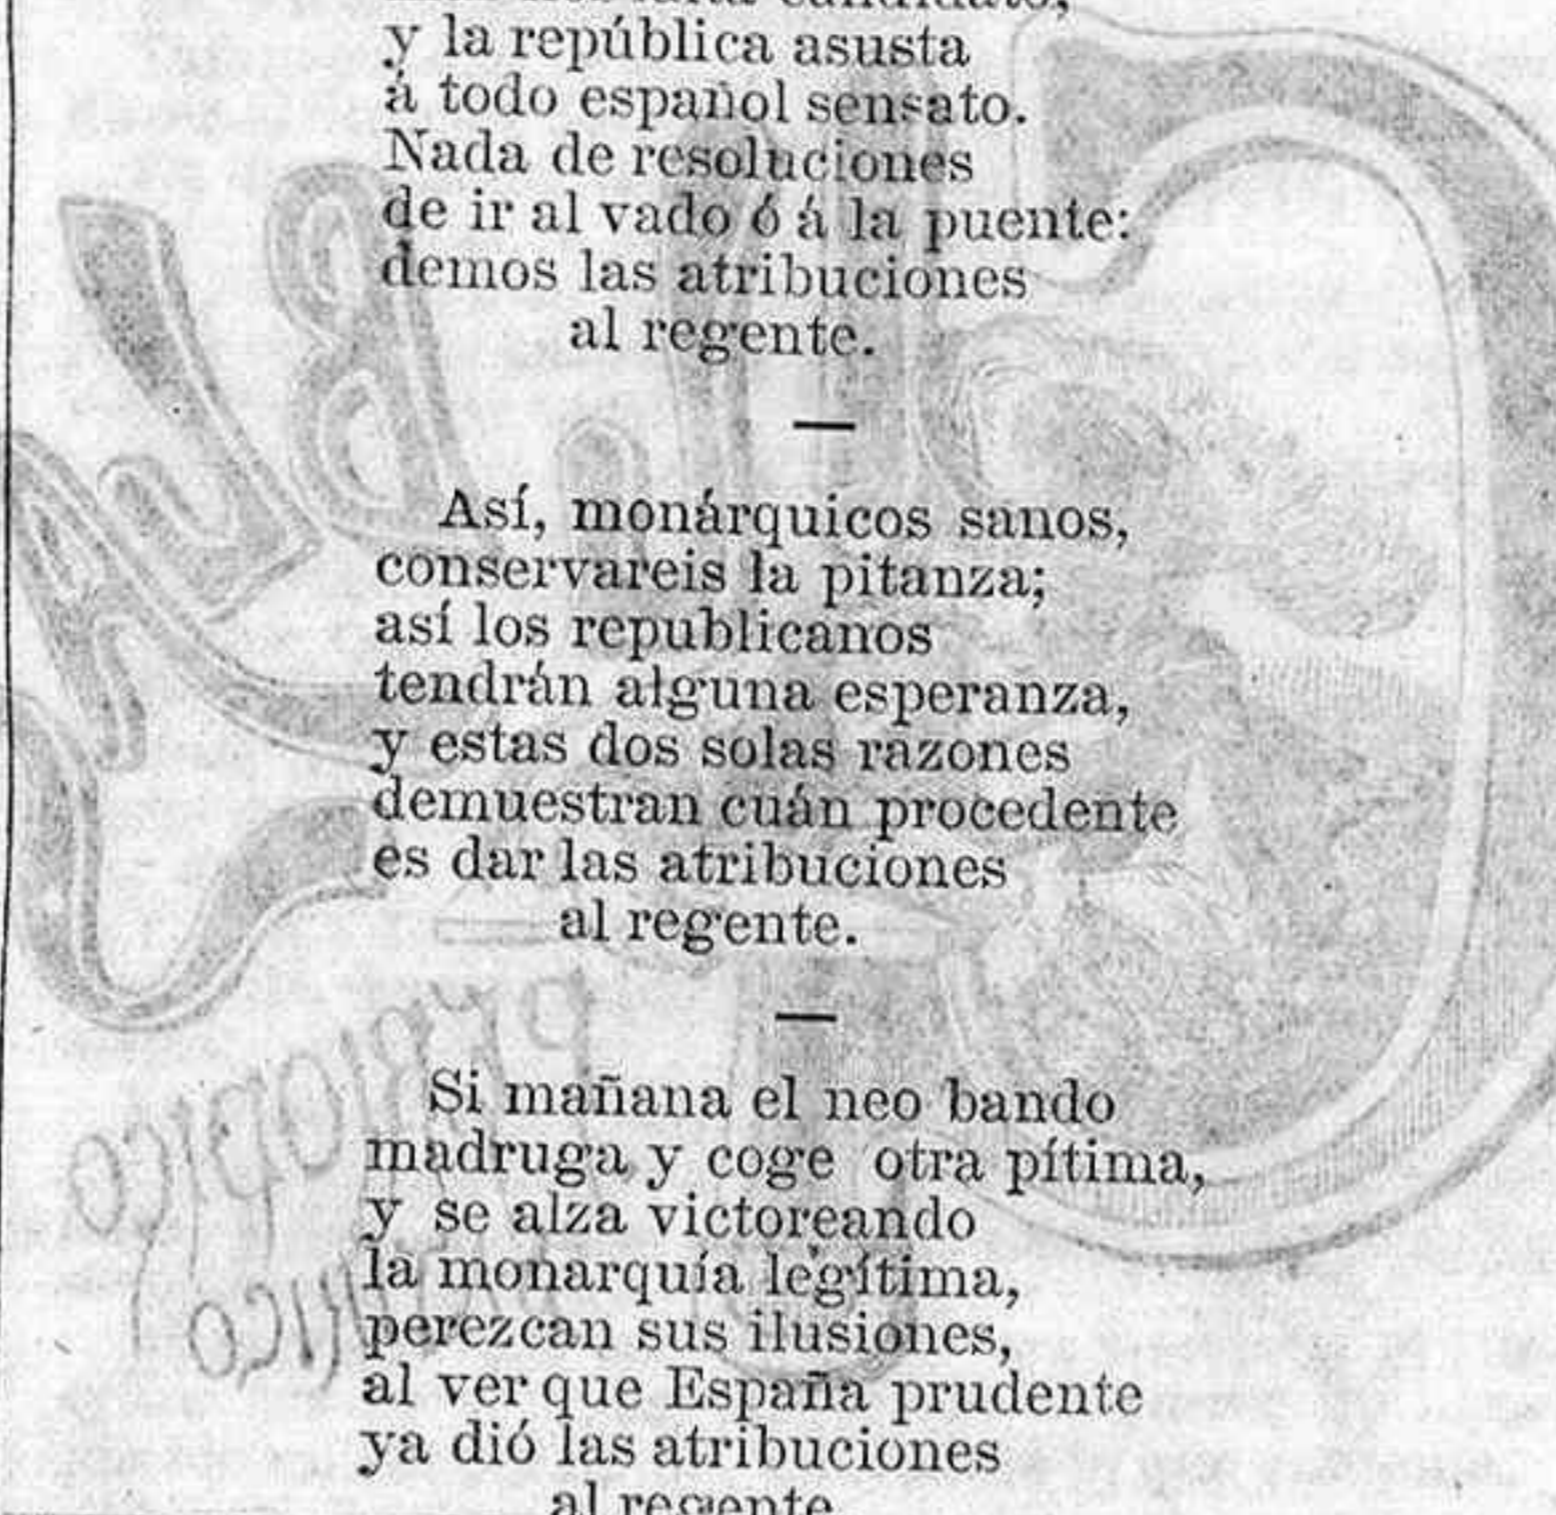 candidato,
y la república asusta
á todo español sensato.
Nada de resoluciones
de ir al vado ó á la puente:
demos las atribuciones
al regente.
—
Así, monárquicos sanos,
conservareis la pitanza;
así los republicanos
tendrán alguna esperanza,
y estas dos solas razones
demuestran cuán procedente
es dar las atribuciones
al regente.
—
Si mañana el neo bando
madruga y coge otra pítima,
y se alza victoreando
la monarquía legítima,
perezcan sus ilusiones,
al ver que España prudente
ya dió las atribuciones
al regente